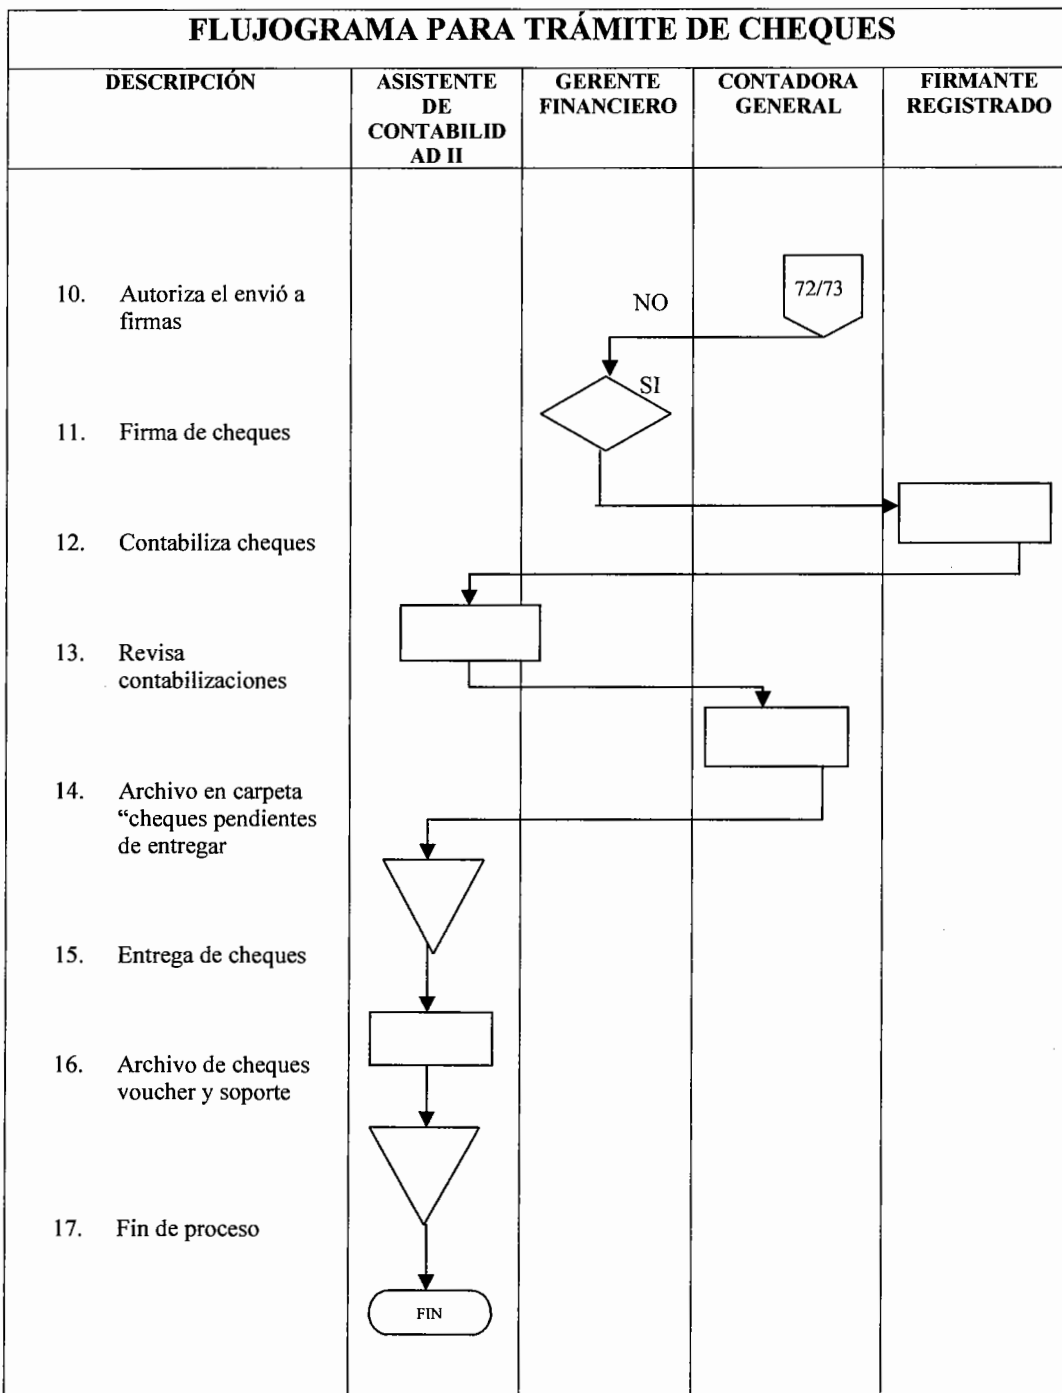 FLUJOGRAMA PARA TRÁMITE DE CHEQUES
DESCRIPCIÓN
ASISTENTE
DE
CONTABILID
AD II
GERENTE
FINANCIERO
CONTADORA
GENERAL
FIRMANTE
REGISTRADO
10. Autoriza el envió a
firmas
NO
72/73
SI
11. Firma de cheques
12. Contabiliza cheques
13. Revisa
contabilizaciones
14. Archivo en carpeta
“cheques pendientes
de entregar
15. Entrega de cheques
16. Archivo de cheques
voucher y soporte
17. Fin de proceso
FIN